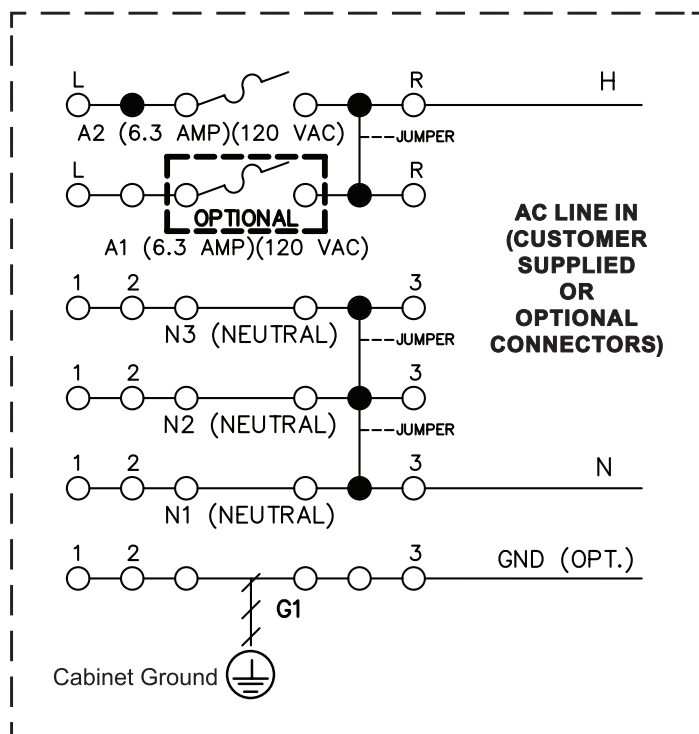 L R H
A2 (6.3 AMP)(120 VAC)
JUMPER
L R
OPTIONAL
A1 (6.3 AMP)(120 VAC)
AC LINE IN
(CUSTOMER
SUPPLIED
OR
OPTIONAL
CONNECTORS)
1 2 3
N3 (NEUTRAL)
JUMPER
1 2 3
N2 (NEUTRAL)
JUMPER
1 2 3 N
N1 (NEUTRAL)
1 2 3 GND (OPT.)
G1
Cabinet Ground